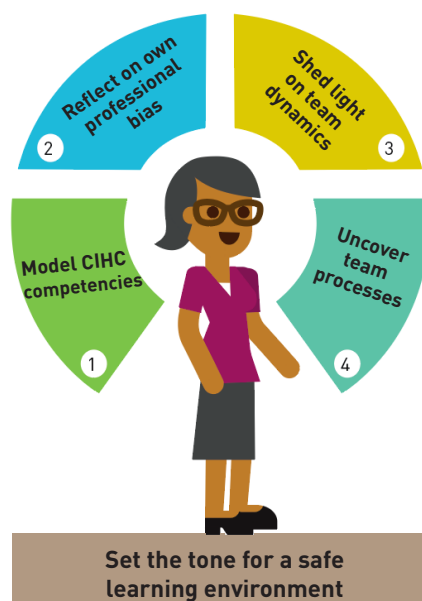 Reflect on own
professional
bias
2
Shed light
on team
dynamics
3
Model CIHC
competencies
1
Uncover
team
processes
4
Set the tone for a safe
learning environment